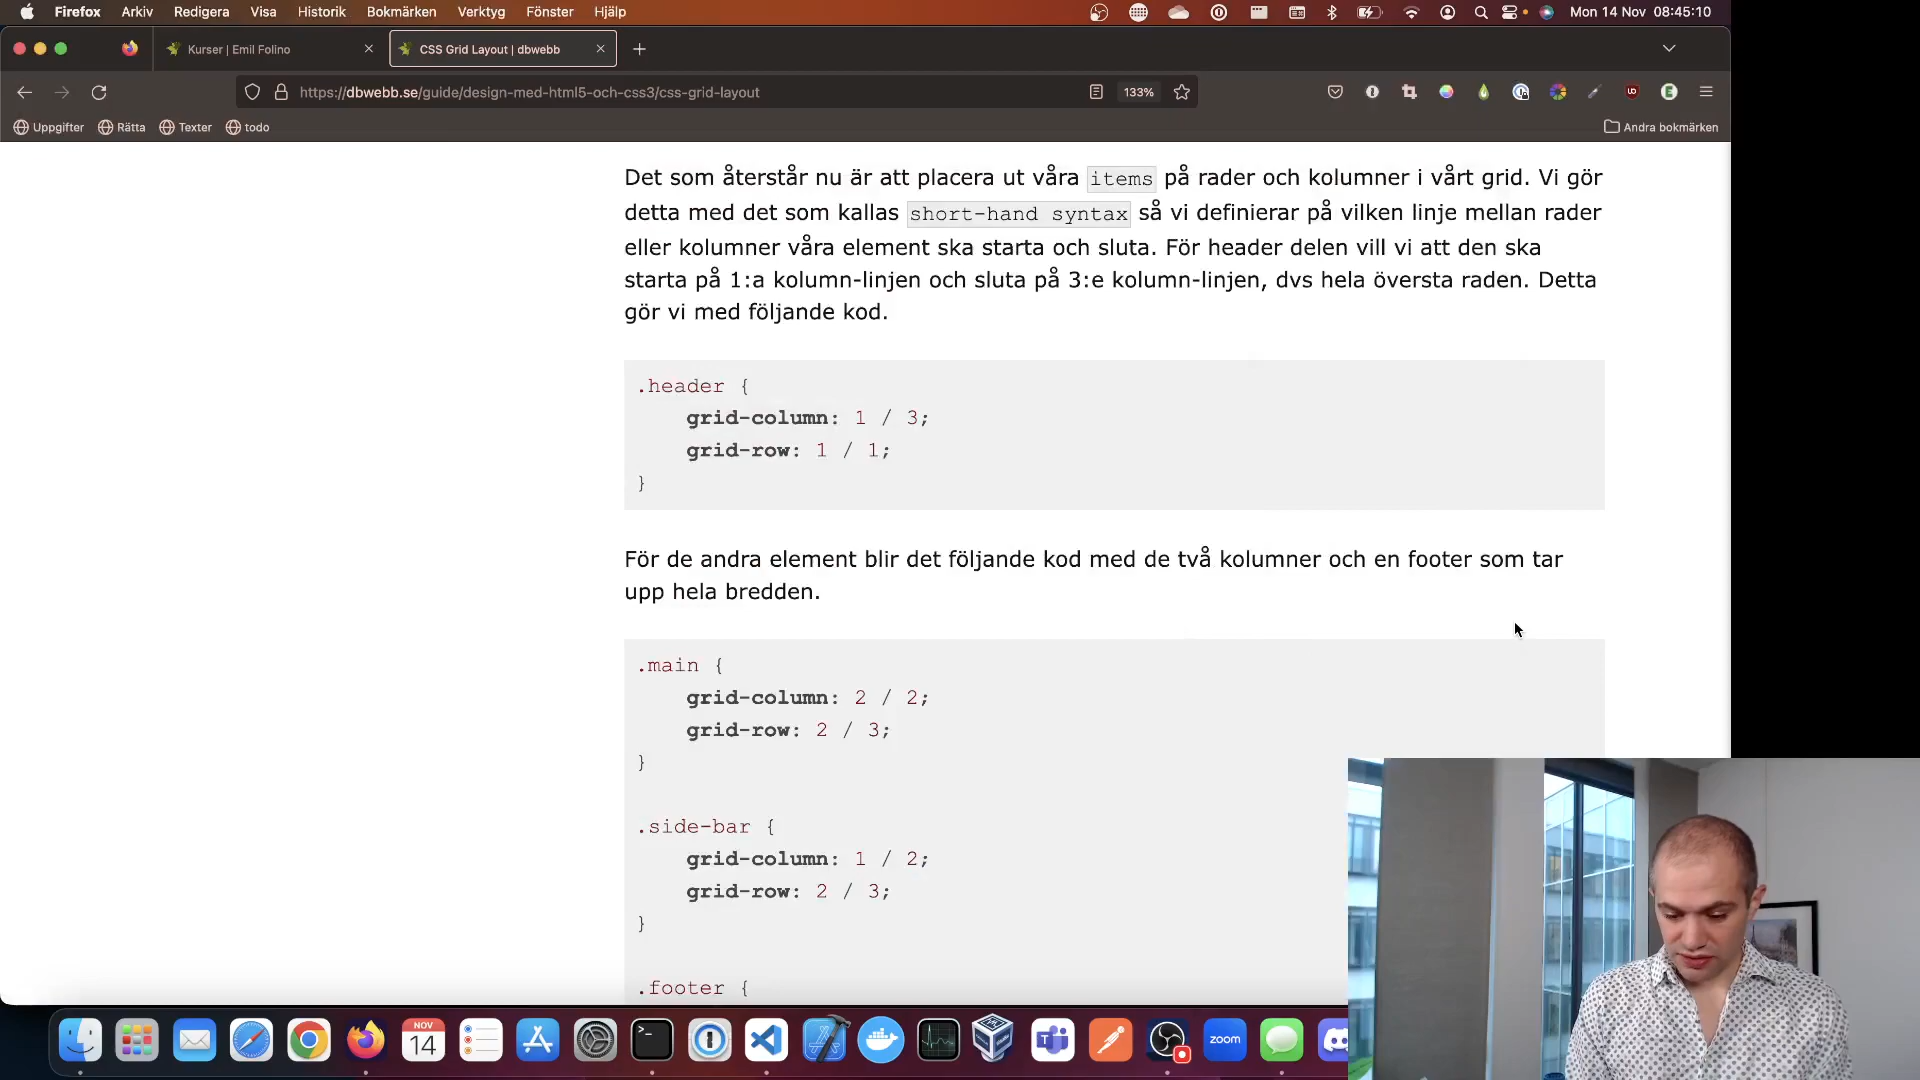 Firefox Arkiv Redigera Visa Historik Bokmärken Verktyg Fönster Hjälp Mon 14 Nov 08:45:10
Kurser | Emil Folino
CSS Grid Layout | dbwebb
https://dbwebb.se/guide/design-med-html5-och-css3/css-grid-layout 133%
Uppgifter Rätta Texter todo Andra bokmärken
Det som återstår nu är att placera ut våra items på rader och kolumner i vårt grid. Vi gör
detta med det som kallas short-hand syntax så vi definierar på vilken linje mellan rader
eller kolumner våra element ska starta och sluta. För header delen vill vi att den ska
starta på 1:a kolumn-linjen och sluta på 3:e kolumn-linjen, dvs hela översta raden. Detta
gör vi med följande kod.
.header {
grid-column: 1 / 3;
grid-row: 1 / 1;
}
För de andra element blir det följande kod med de två kolumner och en footer som tar
upp hela bredden.
.main {
grid-column: 2 / 2;
grid-row: 2 / 3;
}
.side-bar {
grid-column: 1 / 2;
grid-row: 2 / 3;
}
.footer {
NOV
14
zoom